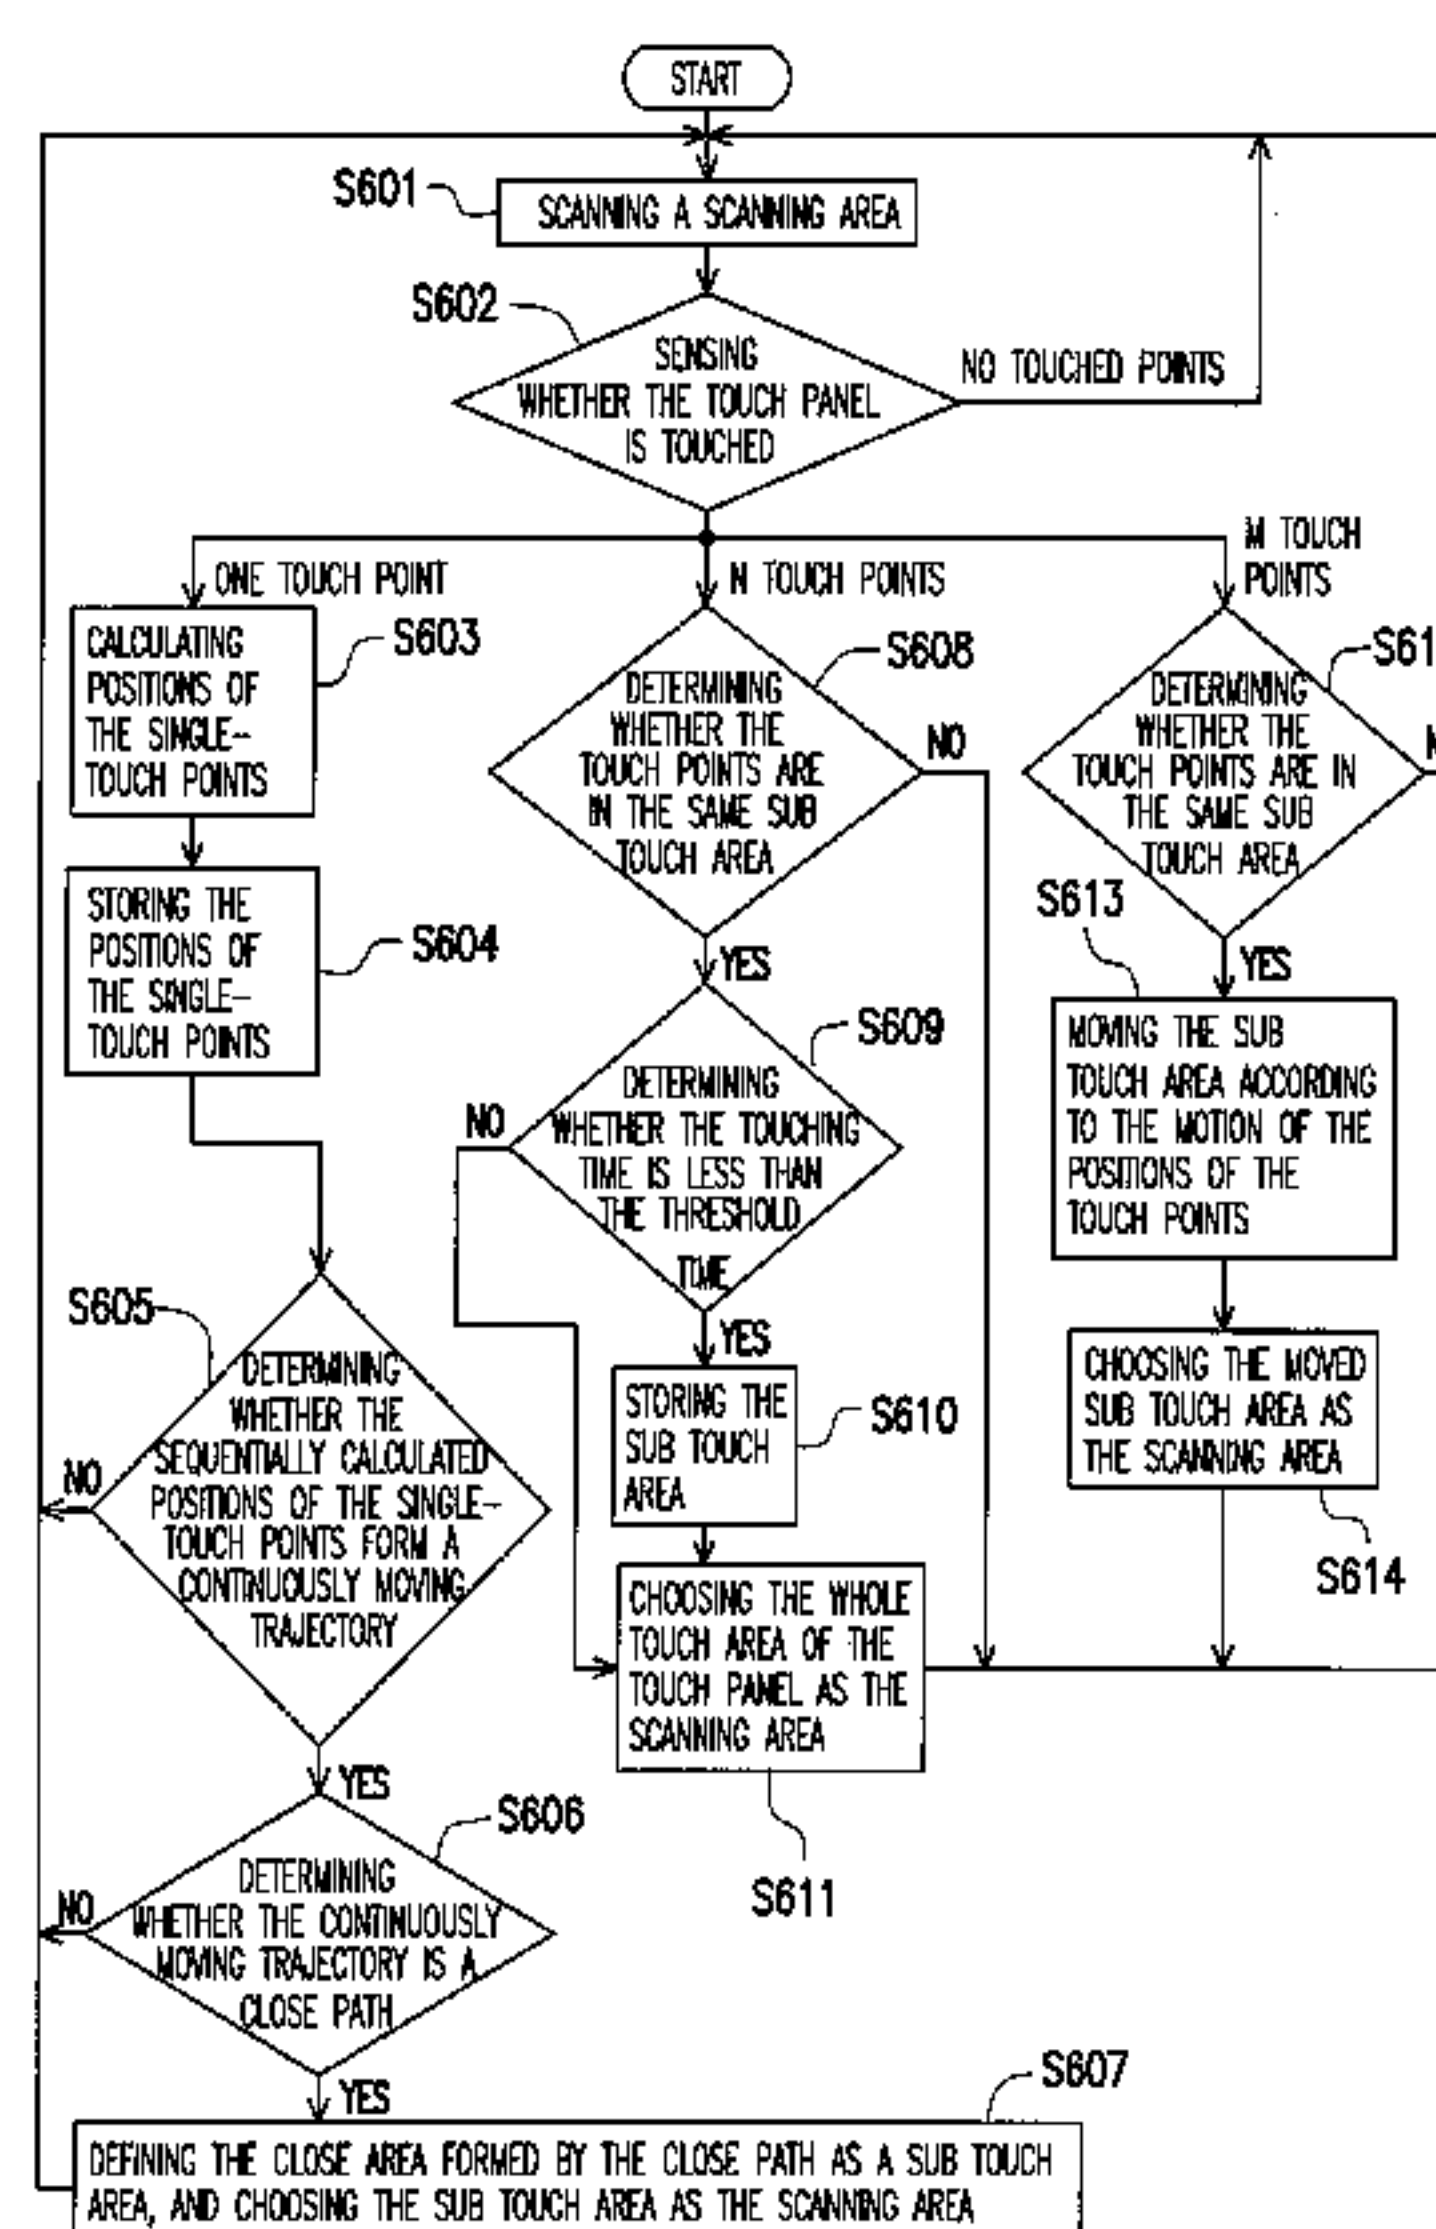 START
S601
SCANNING A SCANNING AREA
S602
SENSING
WHETHER THE TOUCH PANEL
IS TOUCHED
NO TOUCHED POINTS
ONE TOUCH POINT
N TOUCH POINTS
M TOUCH
POINTS
CALCULATING
POSITIONS OF
THE SINGLE-
TOUCH POINTS
S603
STORING THE
POSITIONS OF
THE SINGLE-
TOUCH POINTS
S604
S605
DETERMINING
WHETHER THE
SEQUENTIALLY CALCULATED
POSITIONS OF THE SINGLE-
TOUCH POINTS FORM A
CONTINUOUSLY MOVING
TRAJECTORY
NO
YES
S606
DETERMINING
WHETHER THE CONTINUOUSLY
MOVING TRAJECTORY IS A
CLOSE PATH
NO
YES
S607
DEFINING THE CLOSE AREA FORMED BY THE CLOSE PATH AS A SUB TOUCH
AREA, AND CHOOSING THE SUB TOUCH AREA AS THE SCANNING AREA
S608
DETERMINING
WHETHER THE
TOUCH POINTS ARE
IN THE SAME SUB
TOUCH AREA
NO
YES
S609
DETERMINING
WHETHER THE TOUCHING
TIME IS LESS THAN
THE THRESHOLD
TIME
NO
YES
STORING THE
SUB TOUCH
AREA
S610
CHOOSING THE WHOLE
TOUCH AREA OF THE
TOUCH PANEL AS THE
SCANNING AREA
S611
S61
DETERMINING
WHETHER THE
TOUCH POINTS ARE IN
THE SAME SUB
TOUCH AREA
YES
S613
MOVING THE SUB
TOUCH AREA ACCORDING
TO THE MOTION OF THE
POSITIONS OF THE
TOUCH POINTS
CHOOSING THE MOVED
SUB TOUCH AREA AS
THE SCANNING AREA
S614